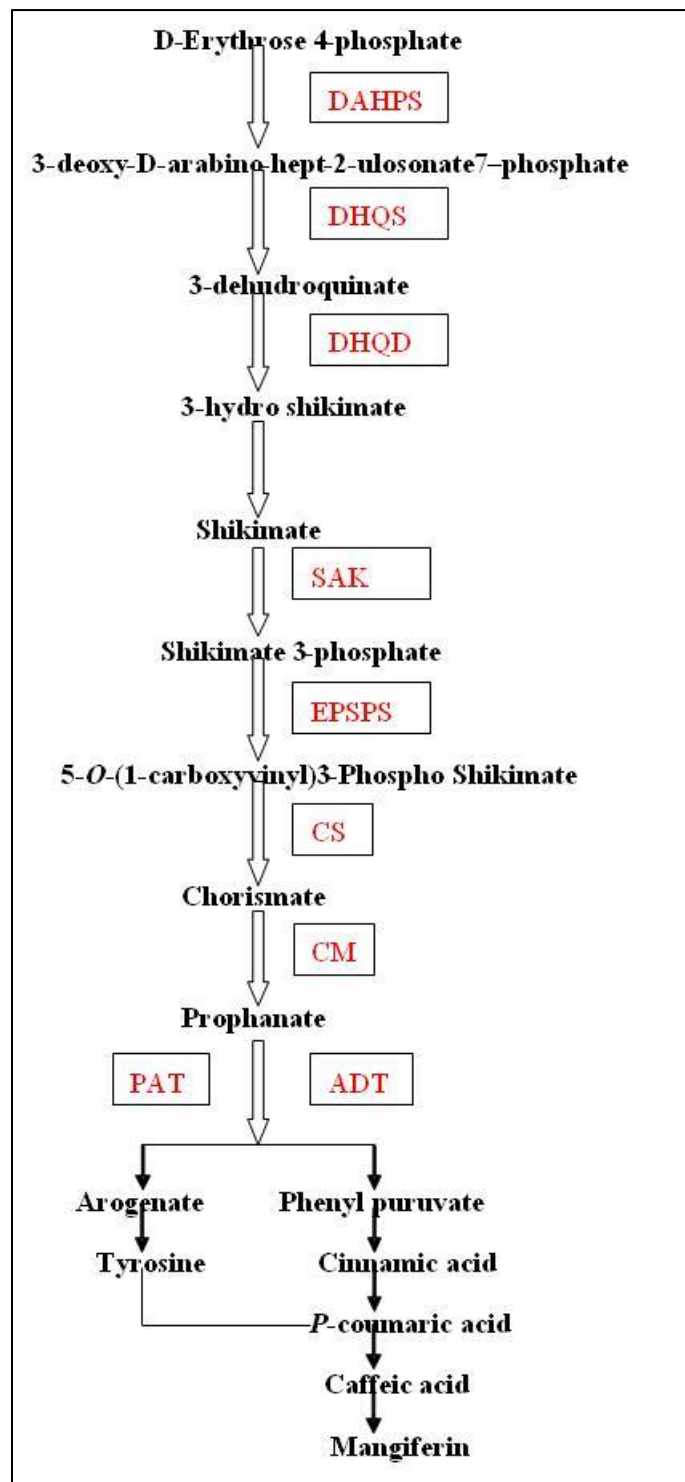 D-Erythrose 4-phosphate
DAHPS
3-deoxy-D-arabino-hept-2-ulosonate7–phosphate
DHQS
3-dehudroquinate
DHQD
3-hydro shikimate
Shikimate
SAK
Shikimate 3-phosphate
EPSPS
5-O-(1-carboxyvinyl)3-Phospho Shikimate
CS
Chorismate
CM
Prophanate
PAT ADT
Arogenate Phenyl puruvate
Tyrosine Cinnamic acid
P-coumaric acid
Caffeic acid
Mangiferin